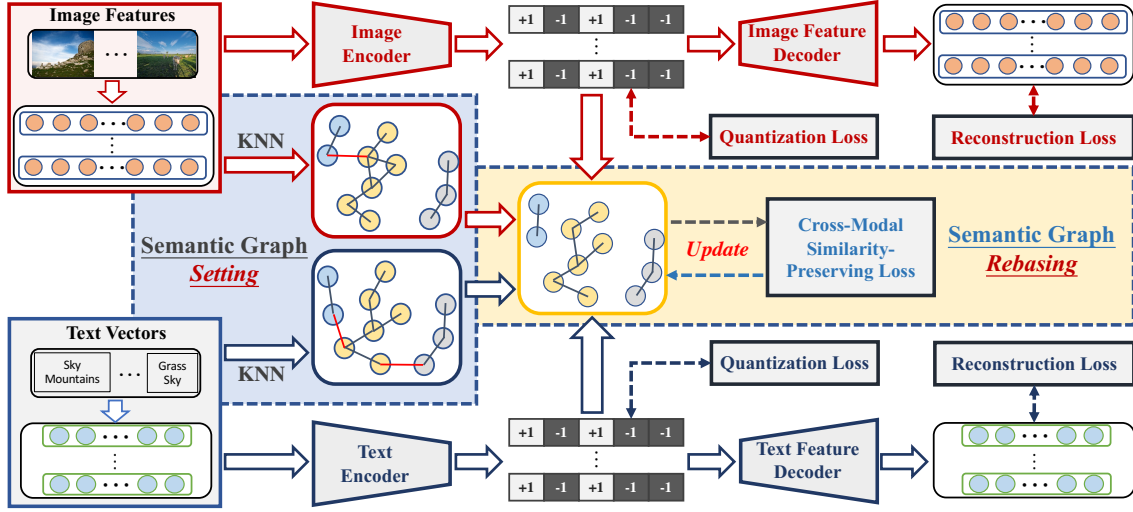 Image Features
...
Image
Encoder
+1 -1 +1 -1 -1
...
+1 -1 +1 -1 -1
Image Feature
Decoder
...
...
...
Quantization Loss
Reconstruction Loss
...
...
...
KNN
Semantic Graph
Setting
KNN
Update
Cross-Modal
Similarity-
Preserving Loss
Semantic Graph
Rebasing
Text Vectors
Sky
Mountains
...
Grass
Sky
...
...
...
Text
Encoder
+1 -1 +1 -1 -1
...
+1 -1 +1 -1 -1
Quantization Loss
Text Feature
Decoder
Reconstruction Loss
...
...
...